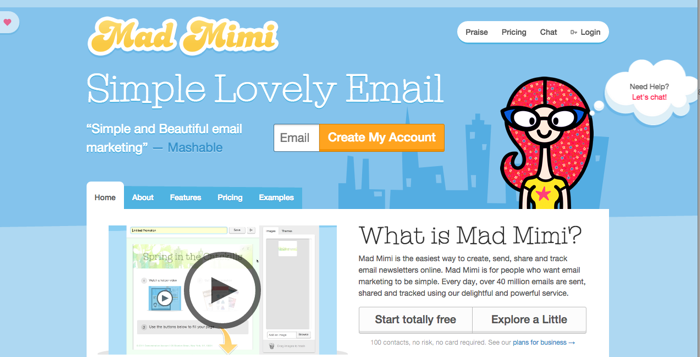 Mad Mimi
Praise Pricing Chat Login
Simple Lovely Email
Need Help?
Let's chat!
“Simple and Beautiful email
marketing” — Mashable
Email Create My Account
Home About Features Pricing Examples
What is Mad Mimi?
Mad Mimi is the easiest way to create, send, share and track
email newsletters online. Mad Mimi is for people who want email
marketing to be simple. Every day, over 40 million emails are sent,
shared and tracked using our delightful and powerful service.
Start totally free Explore a Little
100 contacts, no risk, no card required. See our plans for business →
Spring in the